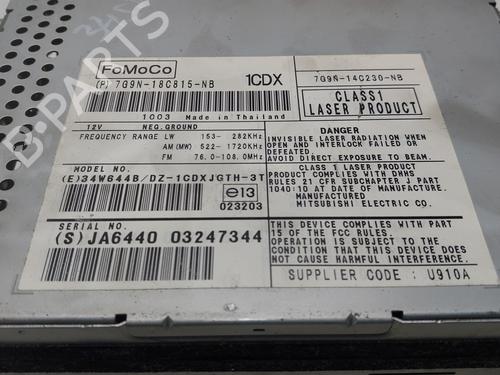 FoMoCo
(P) 7G9N-18C815-NB
1CDX
7G9N-14C230-NB
1003 Made in Thailand
CLASS1
LASER PRODUCT
12V NEG.GROUND
FREQUENCY RANGE LW 153- 282KHz
AM(MW) 522-1720KHz
FM 76.0-108.0MHz
DANGER
INVISIBLE LASER RADIATION WHEN
OPEN AND INTERLOCK FAILED OR
DEFEATED.
AVOID DIRECT EXPOSURE TO BEAM.
MODEL NO.
(E)34W644B/DZ-1CDXJGTH-3T
e13
023203
CLASS 1 LASER PRODUCT
THIS PRODUCT COMPLIES WITH DHHS
RULES 21 CFR SUBCHAPTER J PART
1040:10 AT DATE OF MANUFACTURE.
MANUFACTURED
MITSUBISHI ELECTRIC CO.
SERIAL NO.
(S)JA6440 03247344
THIS DEVICE COMPLIES WITH PART
15 OF THE FCC RULES.
OPERATION IS SUBJECT TO THE
CONDITION THAT THIS DEVICE DOES
NOT CAUSE HARMFUL INTERFERENCE.
SUPPLIER CODE : U910A
B-PARTS